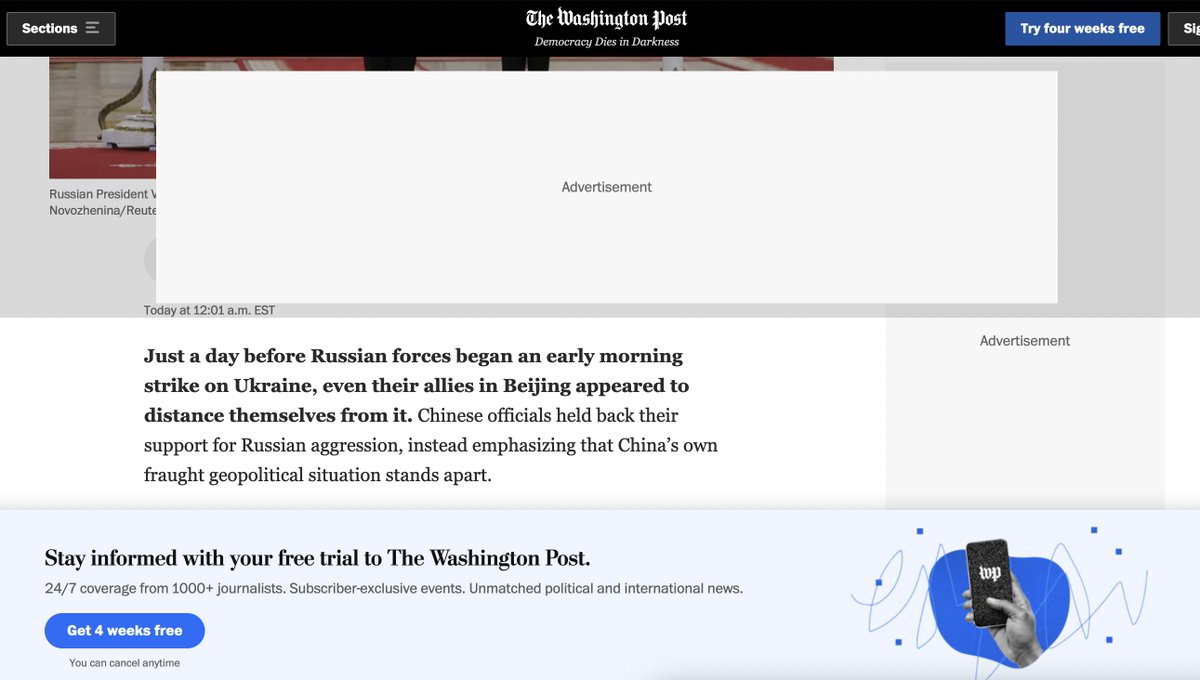 Sections
The Washington Post
Democracy Dies in Darkness
Try four weeks free
Advertisement
Russian President
Novozhenina/Reute
Today at 12:01 a.m. EST
Advertisement
Just a day before Russian forces began an early morning
strike on Ukraine, even their allies in Beijing appeared to
distance themselves from it. Chinese officials held back their
support for Russian aggression, instead emphasizing that China’s own
fraught geopolitical situation stands apart.
Stay informed with your free trial to The Washington Post.
24/7 coverage from 1000+ journalists. Subscriber-exclusive events. Unmatched political and international news.
Get 4 weeks free
You can cancel anytime
wp